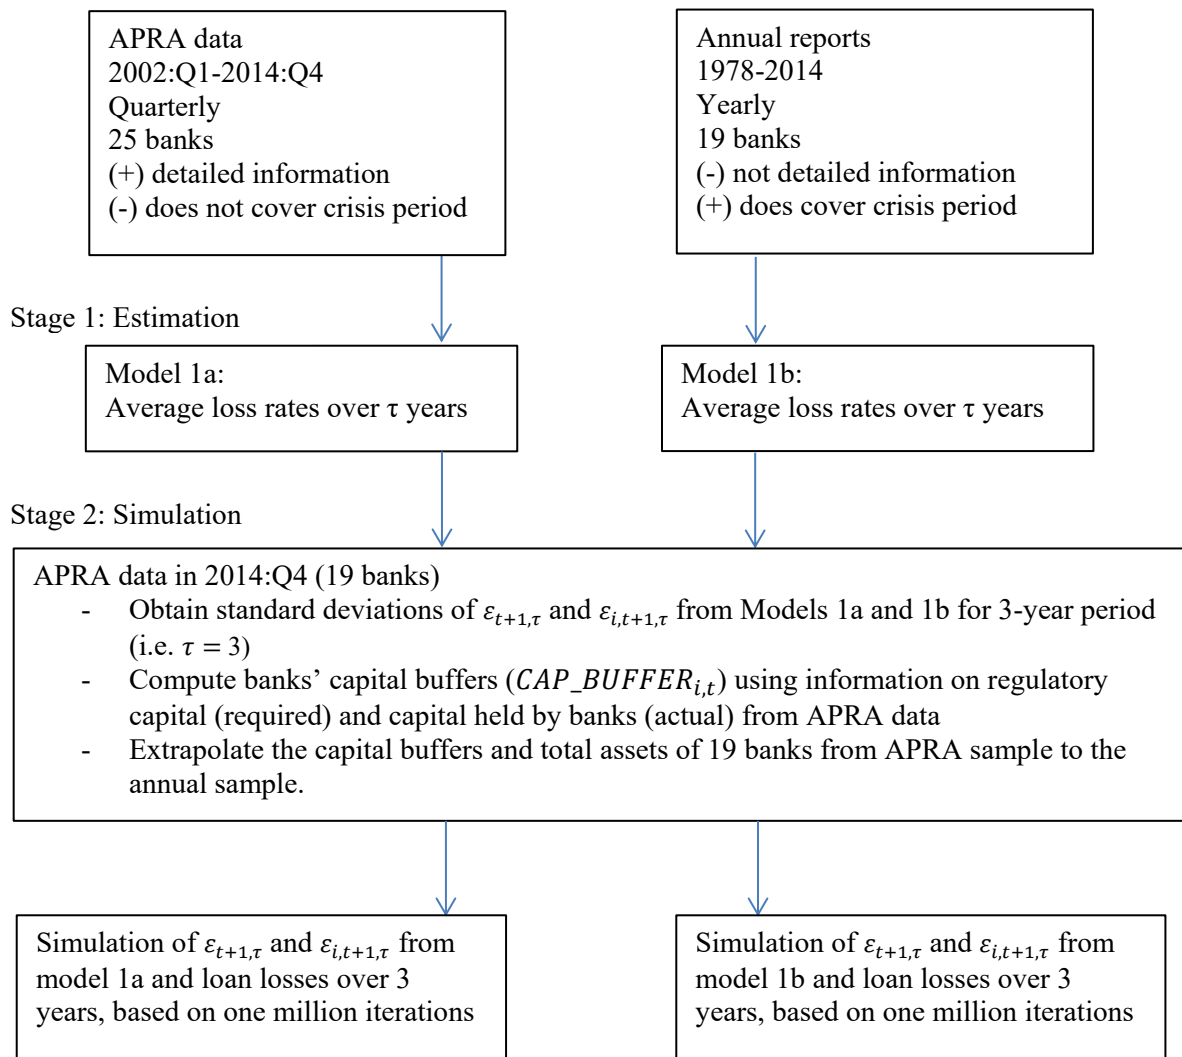 APRA data
2002:Q1-2014:Q4
Quarterly
25 banks
(+) detailed information
(-) does not cover crisis period
Annual reports
1978-2014
Yearly
19 banks
(-) not detailed information
(+) does cover crisis period
Stage 1: Estimation
Model 1a:
Average loss rates over τ years
Model 1b:
Average loss rates over τ years
Stage 2: Simulation
APRA data in 2014:Q4 (19 banks)
- Obtain standard deviations of 𝜀ₜ₊₁,τ and 𝜀ᵢ,ₜ₊₁,τ from Models 1a and 1b for 3-year period
(i.e. τ = 3)
- Compute banks’ capital buffers (CAP_BUFFERᵢ,ₜ) using information on regulatory
capital (required) and capital held by banks (actual) from APRA data
- Extrapolate the capital buffers and total assets of 19 banks from APRA sample to the
annual sample.
Simulation of 𝜀ₜ₊₁,τ and 𝜀ᵢ,ₜ₊₁,τ from
model 1a and loan losses over 3
years, based on one million iterations
Simulation of 𝜀ₜ₊₁,τ and 𝜀ᵢ,ₜ₊₁,τ from
model 1b and loan losses over 3
years, based on one million iterations